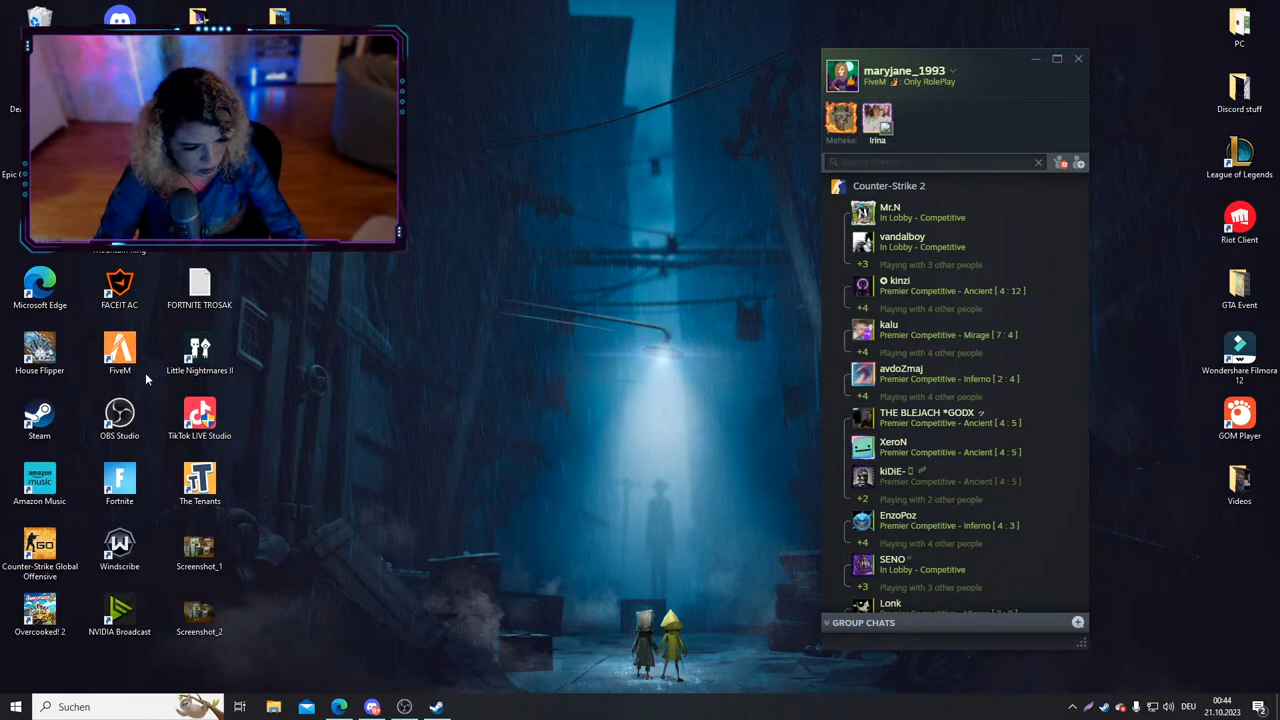 Microsoft Edge
FACEIT AC
FORTNITE TROSAK
House Flipper
FiveM
Little Nightmares II
Steam
OBS Studio
TikTok LIVE Studio
Amazon Music
Fortnite
The Tenants
Counter-Strike Global
Offensive
Windscribe
Screenshot_1
Overcooked! 2
NVIDIA Broadcast
Screenshot_2
maryjane_1993
FiveM : Only RolePlay
Meheke
Irina
Counter-Strike 2
Mr.N
In Lobby - Competitive
vandalboy
In Lobby - Competitive
+3 Playing with 3 other people
kinzi
Premier Competitive - Ancient [ 4 : 12 ]
+4 Playing with 4 other people
kalu
Premier Competitive - Mirage [ 7 : 4 ]
+4 Playing with 4 other people
avdoZmaj
Premier Competitive - Inferno [ 2 : 4 ]
+4 Playing with 4 other people
THE BLEJACH *GODX ッ
Premier Competitive - Ancient [ 4 : 5 ]
XeroN
Premier Competitive - Ancient [ 4 : 5 ]
kiDiE-
Premier Competitive - Ancient [ 4 : 5 ]
+2 Playing with 2 other people
EnzoPoz
Premier Competitive - Inferno [ 4 : 3 ]
+4 Playing with 4 other people
SENO
In Lobby - Competitive
+3 Playing with 3 other people
Lonk
GROUP CHATS
PC
Discord stuff
League of Legends
Riot Client
GTA Event
Wondershare Filmora
12
GOM Player
Videos
Suchen
DEU
00:44
21.10.2023